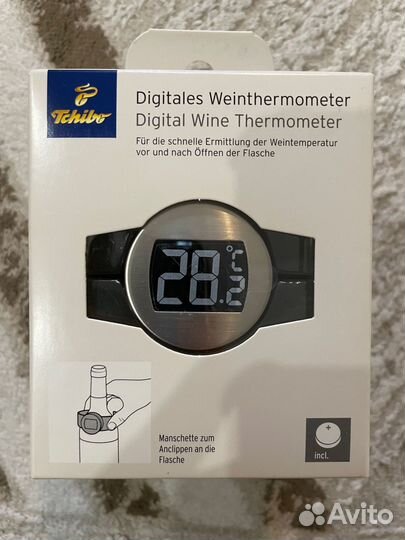 Tchibo
Digitales Weinthermometer
Digital Wine Thermometer
Für die schnelle Ermittlung der Weintemperatur
vor und nach Öffnen der Flasche
28.2 °C
Manschette zum
Anclippen an die
Flasche
+
incl.
Avito